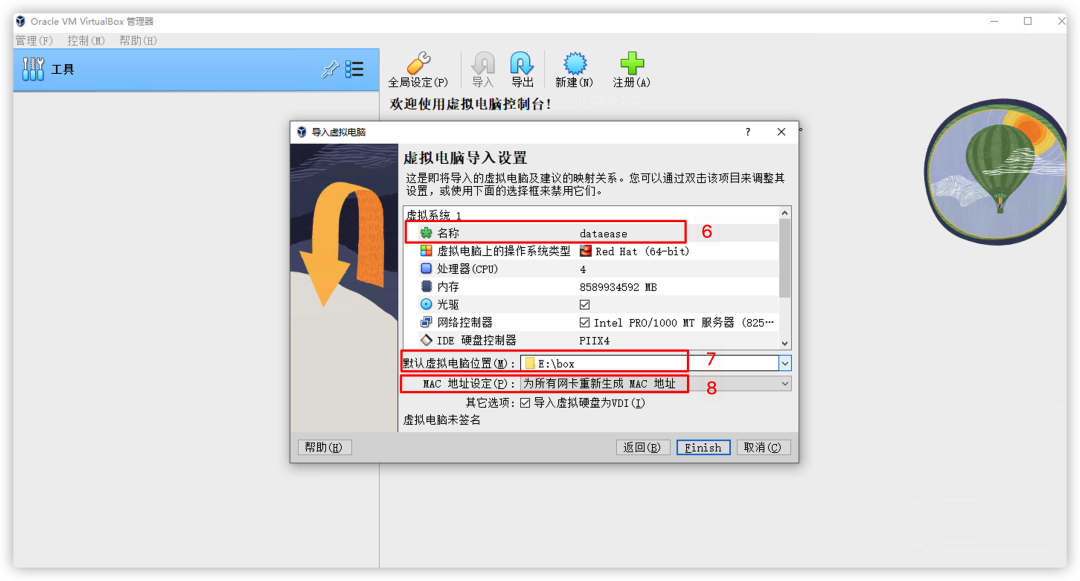 Oracle VM VirtualBox 管理器
管理(F) 控制(M) 帮助(H)
工具
全局设定(P) 导入 导出 新建(N) 注册(A)
欢迎使用虚拟电脑控制台!
导入虚拟电脑 ?
虚拟电脑导入设置
这是即将导入的虚拟电脑及建议的映射关系。您可以通过双击该项目来调整其
设置，或使用下面的选择框来禁用它们。
虚拟系统 1
名称 dataease 6
虚拟电脑上的操作系统类型 Red Hat (64-bit)
处理器(CPU) 4
内存 8589934592 MB
光驱
网络控制器 Intel PRO/1000 MT 服务器 (825…
IDE 硬盘控制器 PIIX4
默认虚拟电脑位置(M): E:\box 7
MAC 地址设定(P): 为所有网卡重新生成 MAC 地址 8
其它选项: 导入虚拟硬盘为VDI(I)
虚拟电脑未签名
帮助(H) 返回(B) Finish 取消(C)